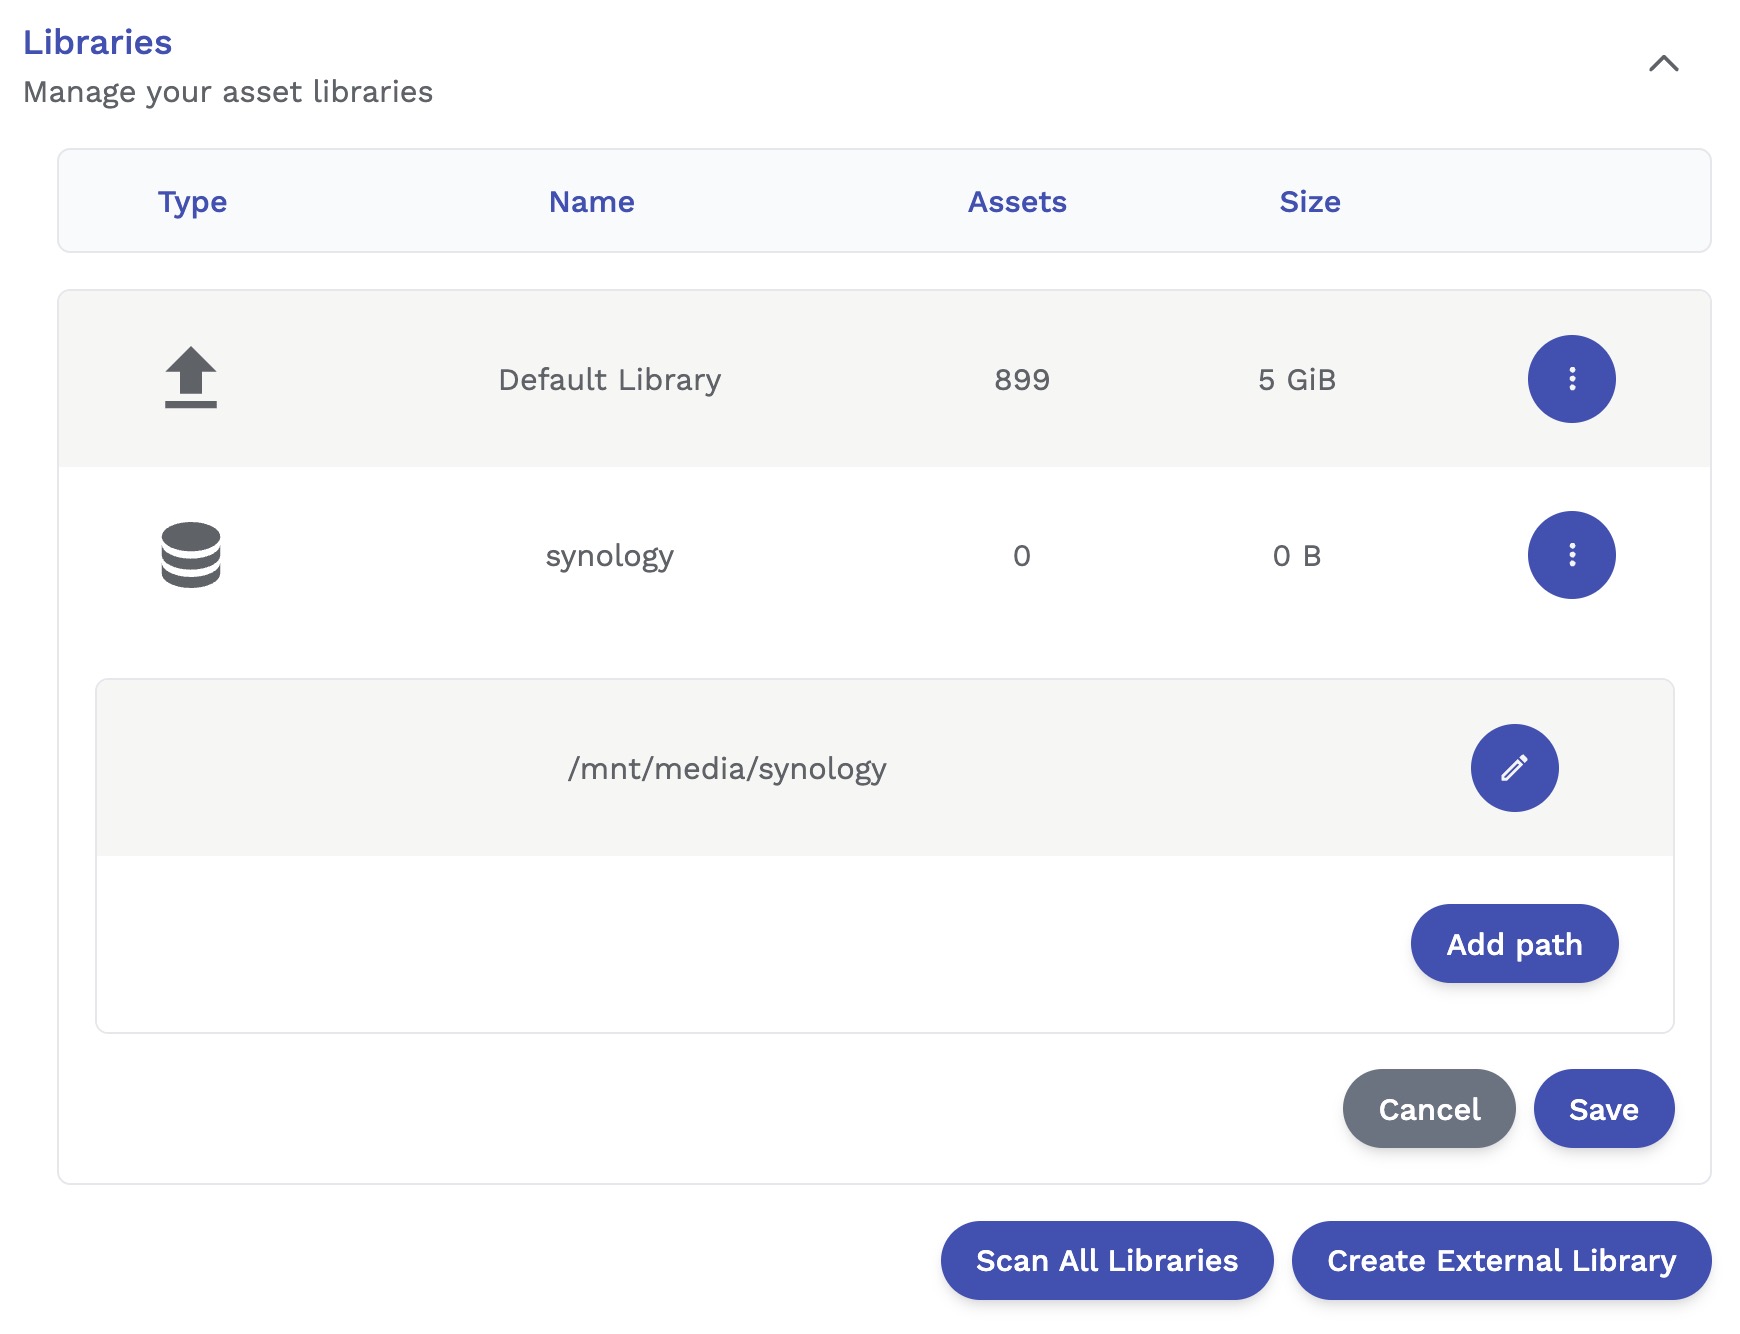 Libraries
Manage your asset libraries
Type Name Assets Size
Default Library 899 5 GiB
synology 0 0 B
/mnt/media/synology
Add path
Cancel Save
Scan All Libraries Create External Library